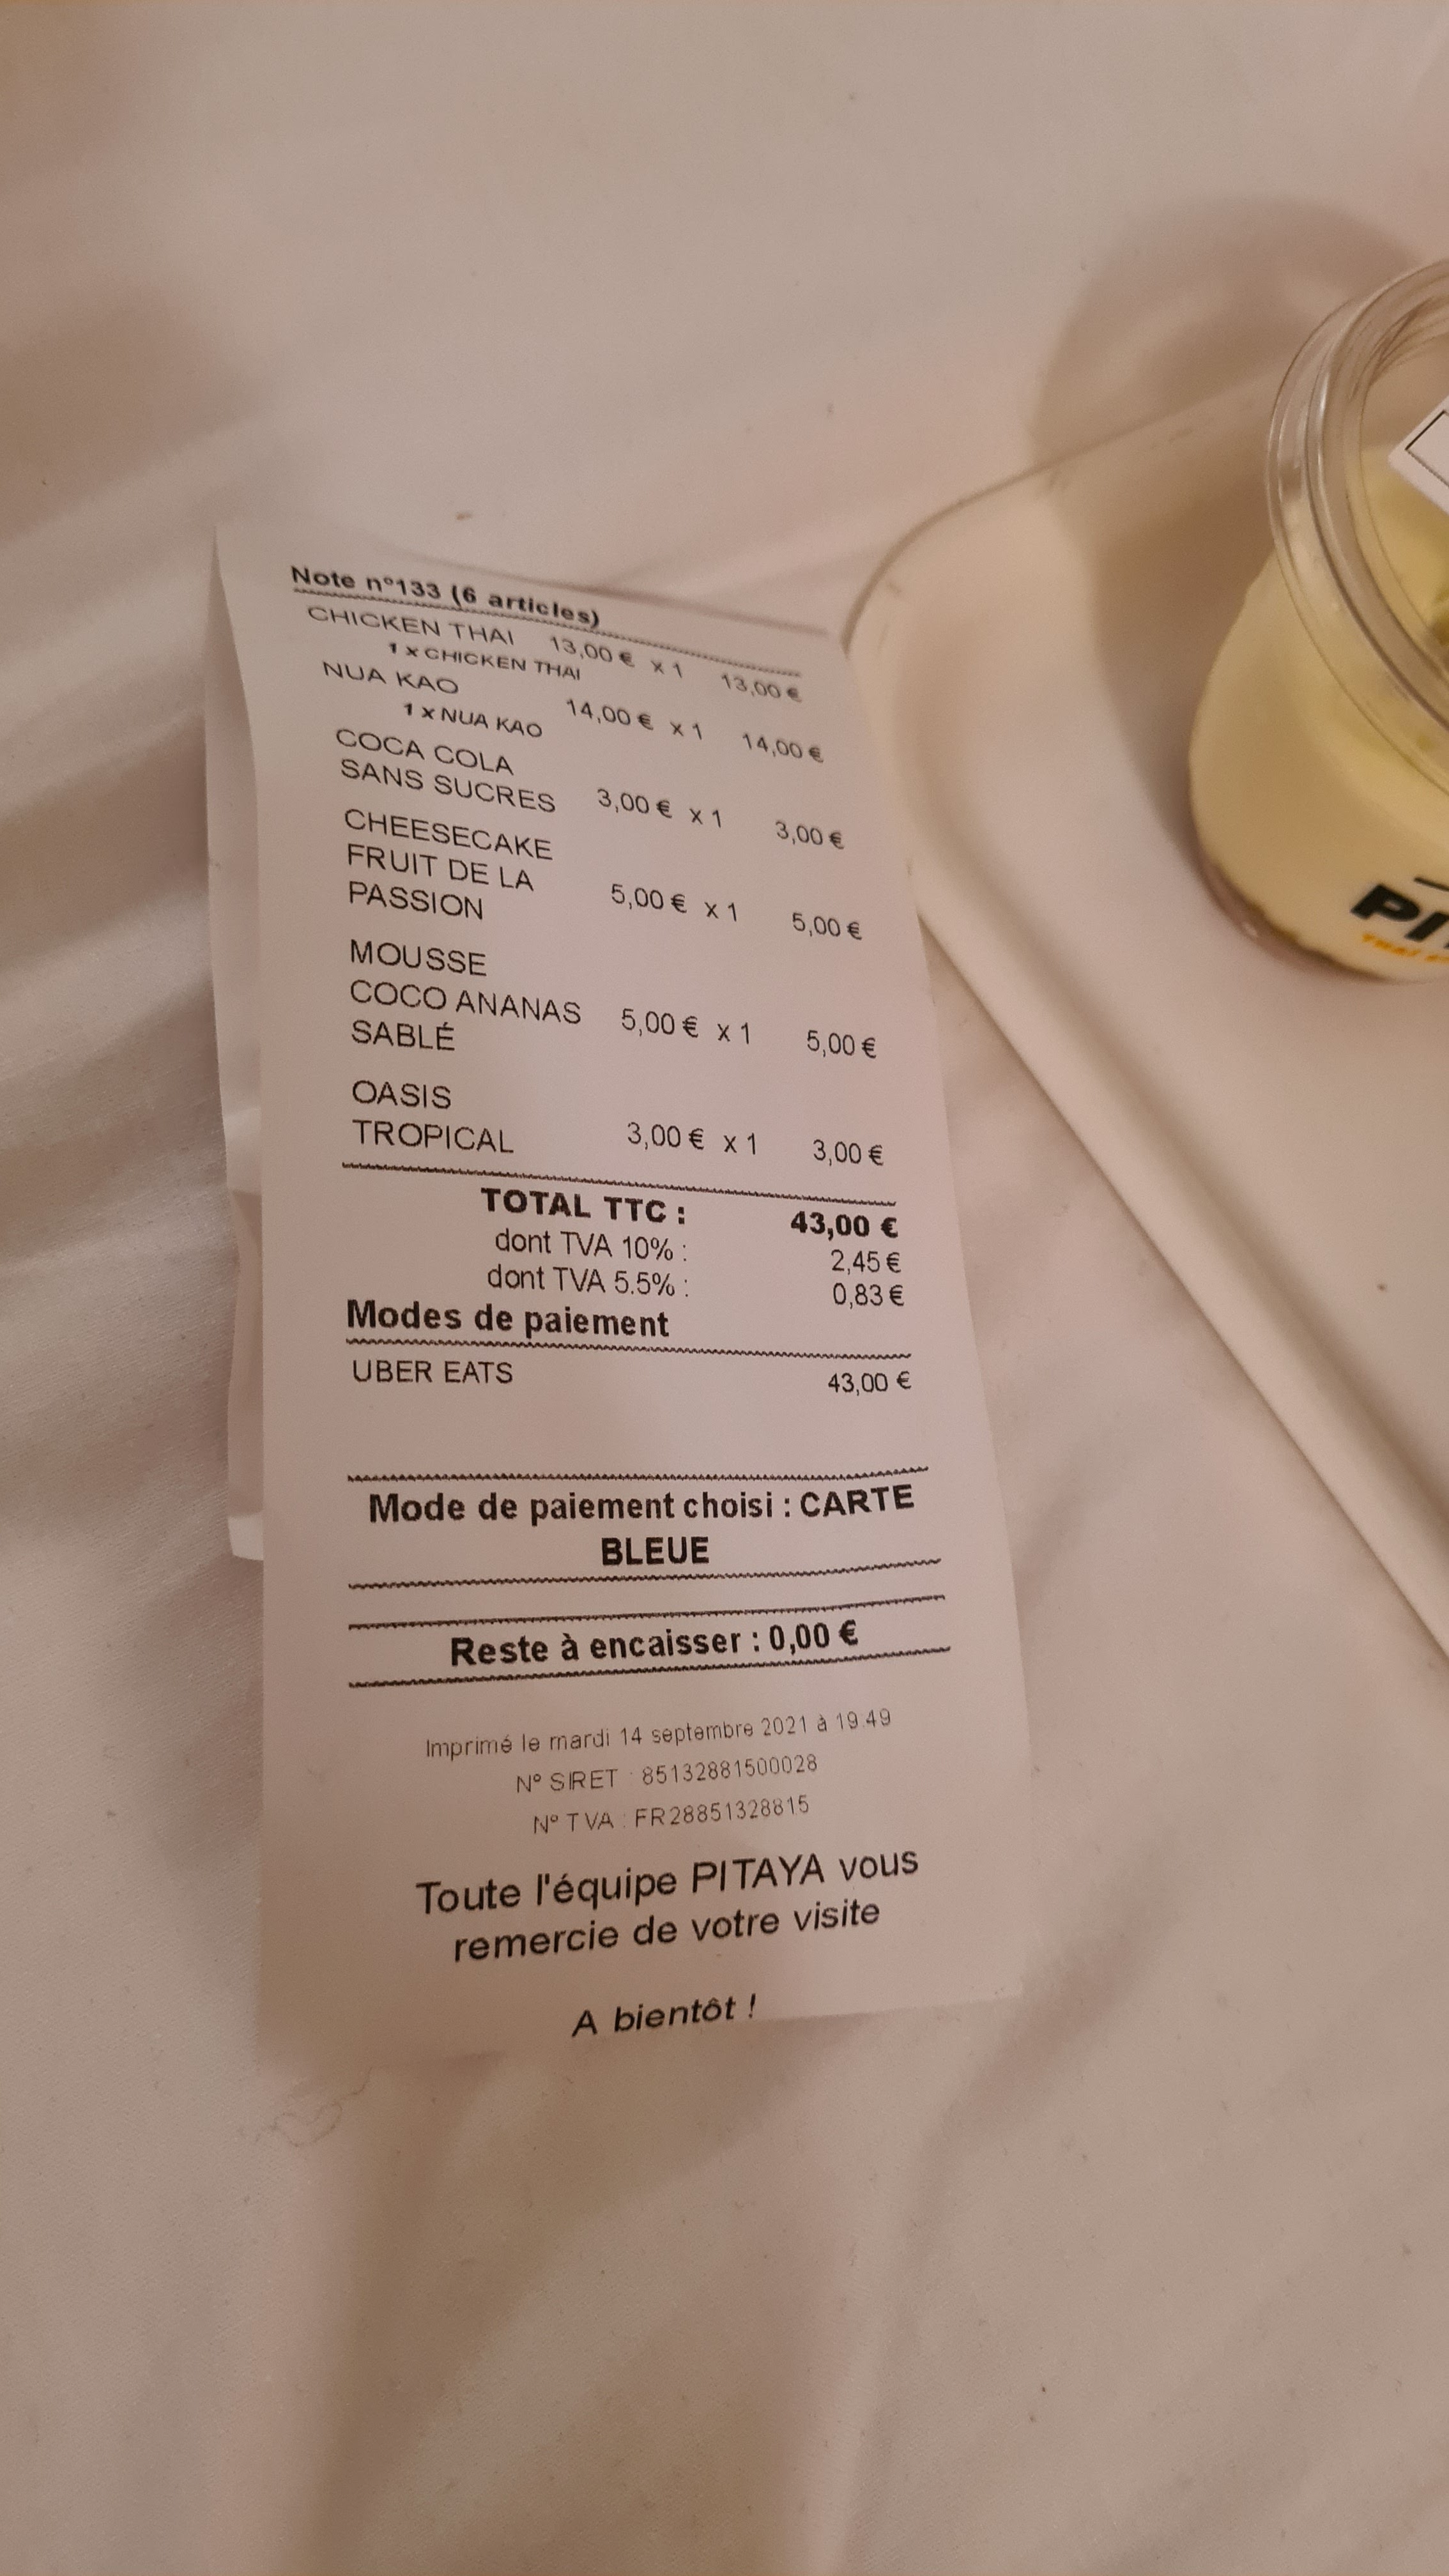 Note n°133 (6 articles)
CHICKEN THAI 13,00 € x 1 13,00 €
1 x CHICKEN THAI
NUA KAO 14,00 € x 1 14,00 €
1 x NUA KAO
COCA COLA
SANS SUCRES 3,00 € x 1 3,00 €
CHEESECAKE
FRUIT DE LA
PASSION 5,00 € x 1 5,00 €
MOUSSE
COCO ANANAS 5,00 € x 1 5,00 €
SABLÉ
OASIS
TROPICAL 3,00 € x 1 3,00 €
TOTAL TTC : 43,00 €
dont TVA 10% : 2,45 €
dont TVA 5.5% : 0,83 €
Modes de paiement
UBER EATS 43,00 €
Mode de paiement choisi : CARTE
BLEUE
Reste à encaisser : 0,00 €
Imprimé le mardi 14 septembre 2021 à 19:49
N° SIRET : 85132881500028
N° TVA : FR28851328815
Toute l'équipe PITAYA vous
remercie de votre visite
A bientôt !
PI
THAI